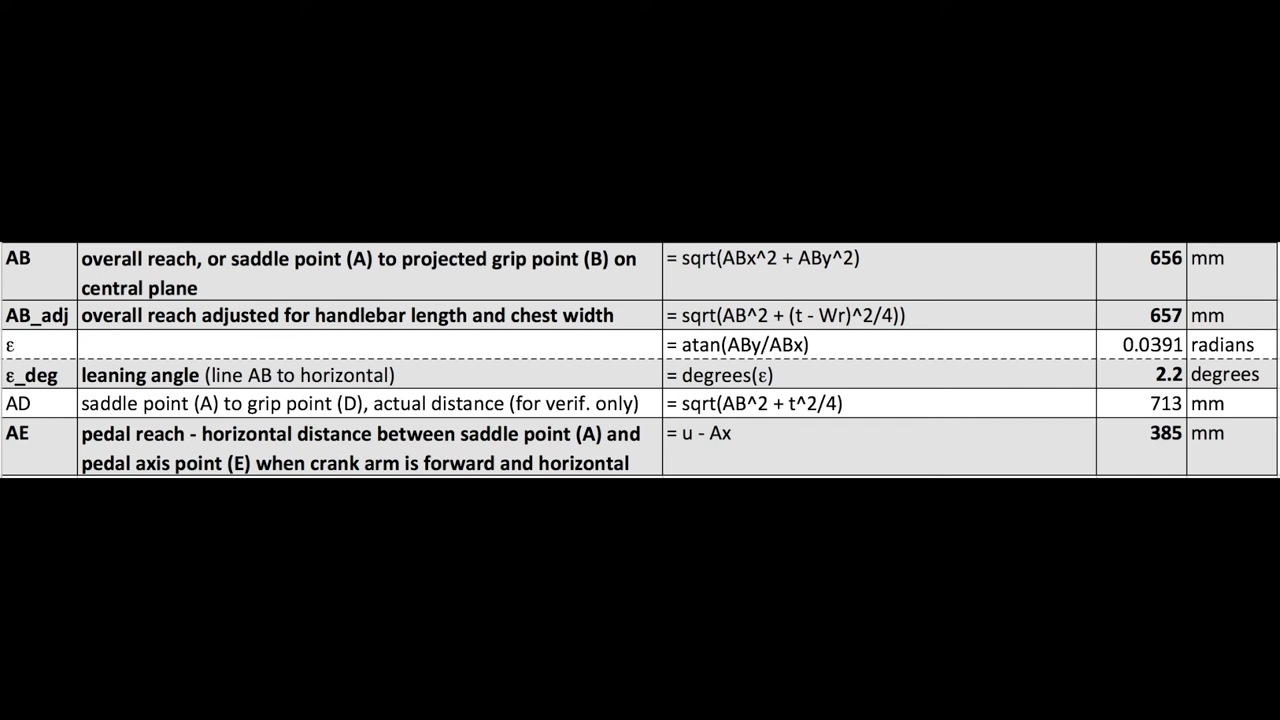 AB overall reach, or saddle point (A) to projected grip point (B) on = sqrt(ABx^2 + ABy^2) 656 mm
central plane
AB_adj overall reach adjusted for handlebar length and chest width = sqrt(AB^2 + (t - Wr)^2/4)) 657 mm
ε = atan(ABy/ABx) 0.0391 radians
ε_deg leaning angle (line AB to horizontal) = degrees(ε) 2.2 degrees
AD saddle point (A) to grip point (D), actual distance (for verif. only) = sqrt(AB^2 + t^2/4) 713 mm
AE pedal reach - horizontal distance between saddle point (A) and = u - Ax 385 mm
pedal axis point (E) when crank arm is forward and horizontal